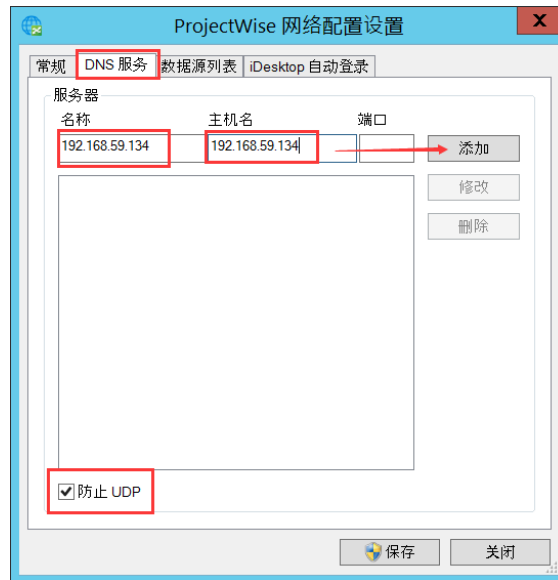 ProjectWise 网络配置设置
X
常规 DNS 服务 数据源列表 iDesktop 自动登录
服务器
名称 主机名 端口
192.168.59.134 192.168.59.134 添加
修改
删除
防止 UDP
保存 关闭